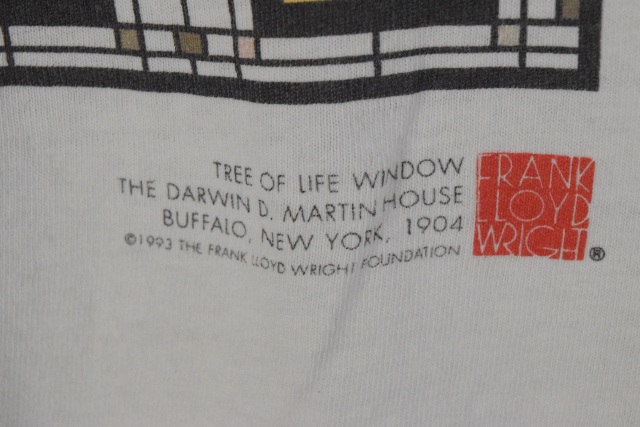 TREE OF LIFE WINDOW
THE DARWIN D. MARTIN HOUSE
BUFFALO, NEW YORK, 1904
©1993 THE FRANK LLOYD WRIGHT FOUNDATION
FRANK
LLOYD
WRIGHT®